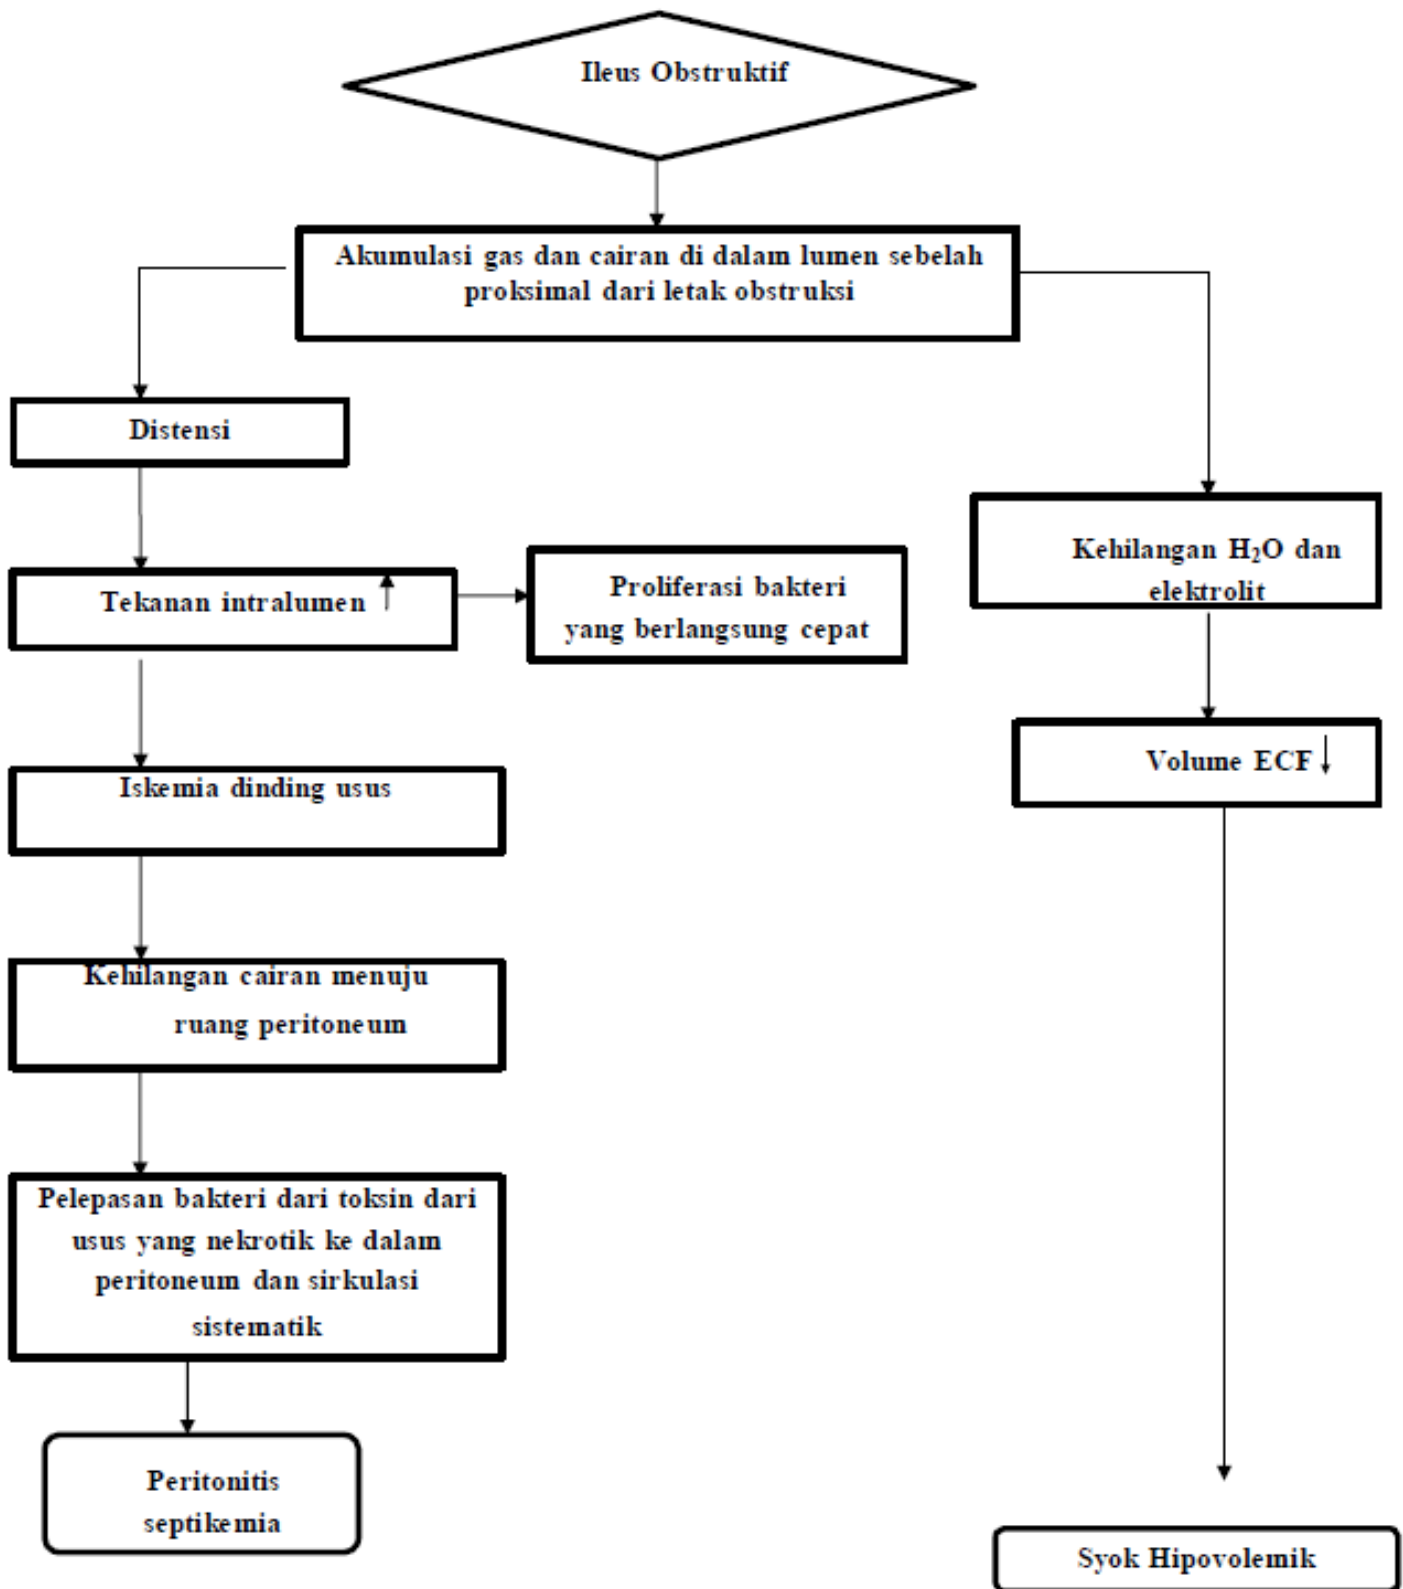 Ileus Obstruktif
Akumulasi gas dan cairan di dalam lumen sebelah
proksimal dari letak obstruksi
Distensi
Tekanan intralumen ↑
Proliferasi bakteri
yang berlangsung cepat
Kehilangan H₂O dan
elektrolit
Volume ECF ↓
Iskemia dinding usus
Kehilangan cairan menuju
ruang peritoneum
Pelepasan bakteri dari toksin dari
usus yang nekrotik ke dalam
peritoneum dan sirkulasi
sistematik
Peritonitis
septikemia
Syok Hipovolemik